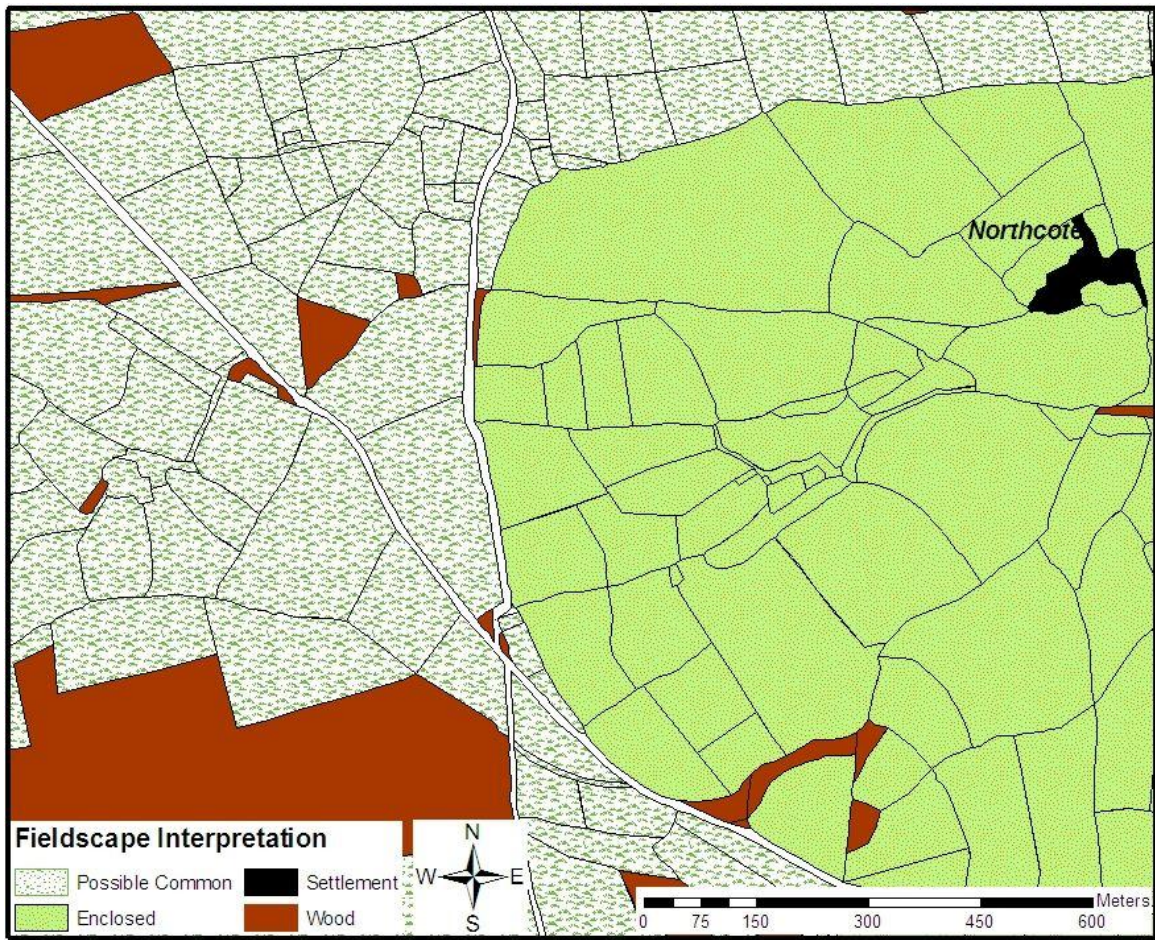 Northcote
Fieldscape Interpretation
Possible Common
Settlement
Enclosed
Wood
N
W E
S
Meters
0 75 150 300 450 600